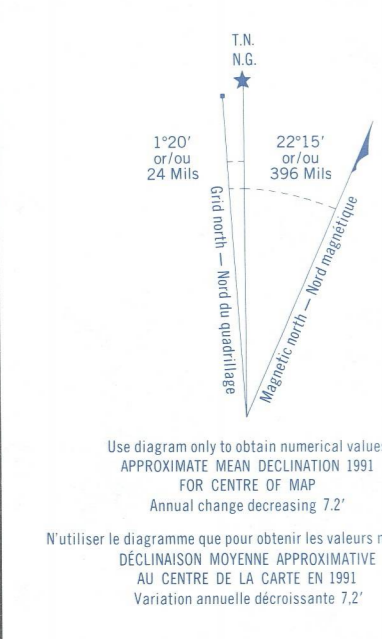 T.N.
N.G.
1°20′
or/ou
24 Mils
22°15′
or/ou
396 Mils
Grid north — Nord du quadrillage
Magnetic north — Nord magnétique
Use diagram only to obtain numerical value
APPROXIMATE MEAN DECLINATION 1991
FOR CENTRE OF MAP
Annual change decreasing 7.2′
N'utiliser le diagramme que pour obtenir les valeurs
DÉCLINAISON MOYENNE APPROXIMATIVE
AU CENTRE DE LA CARTE EN 1991
Variation annuelle décroissante 7,2′